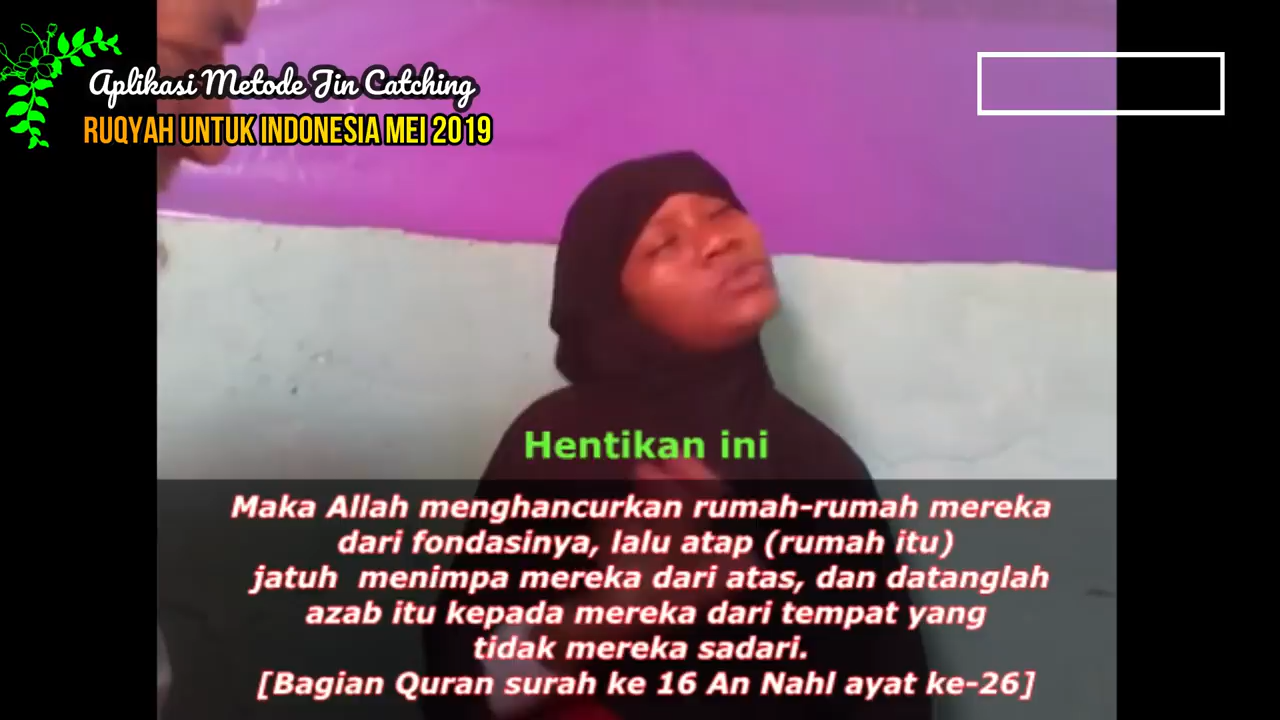 Aplikasi Metode Jin Catching
RUQYAH UNTUK INDONESIA MEI 2019
Hentikan ini
Maka Allah menghancurkan rumah-rumah mereka
dari fondasinya, lalu atap (rumah itu)
jatuh menimpa mereka dari atas, dan datanglah
azab itu kepada mereka dari tempat yang
tidak mereka sadari.
[Bagian Quran surah ke 16 An Nahl ayat ke-26]